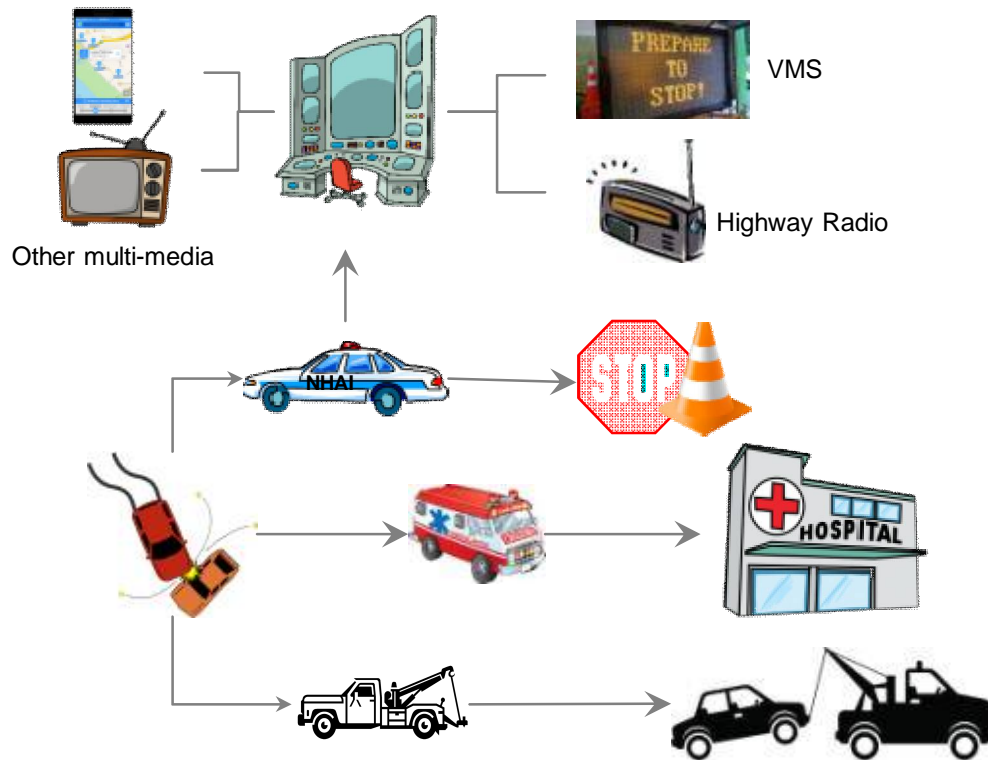 PREPARE
TO
STOP!
VMS
Highway Radio
Other multi-media
NHAI
STOP
HOSPITAL